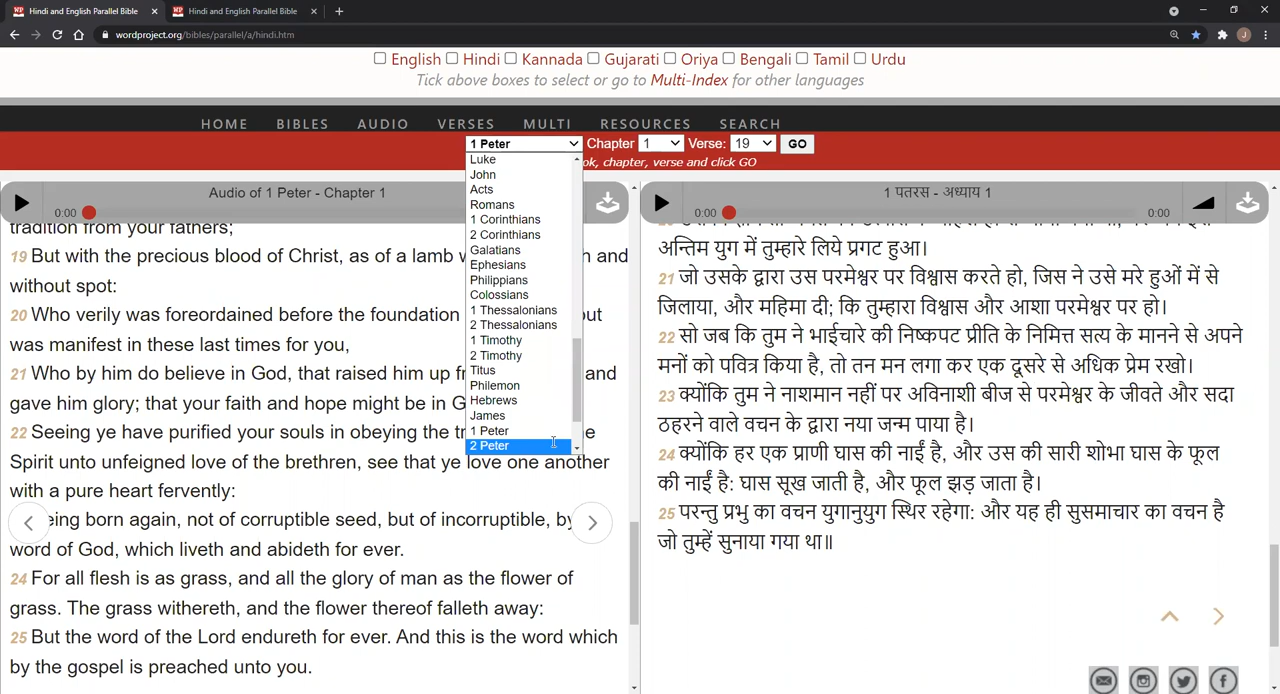 Hindi and English Parallel Bible
Hindi and English Parallel Bible
wordproject.org/bibles/parallel/a/hindi.htm
English Hindi Kannada Gujarati Oriya Bengali Tamil Urdu
Tick above boxes to select or go to Multi-Index for other languages
HOME BIBLES AUDIO VERSES MULTI RESOURCES SEARCH
1 Peter Chapter 1 Verse: 19 GO
ok, chapter, verse and click GO
Luke
John
Acts
Romans
1 Corinthians
2 Corinthians
Galatians
Ephesians
Philippians
Colossians
1 Thessalonians
2 Thessalonians
1 Timothy
2 Timothy
Titus
Philemon
Hebrews
James
1 Peter
2 Peter
Audio of 1 Peter - Chapter 1
0:00
tradition from your fathers;
19 But with the precious blood of Christ, as of a lamb and
without spot:
20 Who verily was foreordained before the foundation but
was manifest in these last times for you,
21 Who by him do believe in God, that raised him up and
gave him glory; that your faith and hope might be in
22 Seeing ye have purified your souls in obeying the
Spirit unto unfeigned love of the brethren, see that ye love one another
with a pure heart fervently:
eing born again, not of corruptible seed, but of incorruptible, by
word of God, which liveth and abideth for ever.
24 For all flesh is as grass, and all the glory of man as the flower of
grass. The grass withereth, and the flower thereof falleth away:
25 But the word of the Lord endureth for ever. And this is the word which
by the gospel is preached unto you.
1 पतरस - अध्याय 1
0:00 0:00
अन्तिम युग में तुम्हारे लिये प्रगट हुआ।
21 जो उसके द्वारा उस परमेश्वर पर विश्वास करते हो, जिस ने उसे मरे हुओं में से
जिलाया, और महिमा दी; कि तुम्हारा विश्वास और आशा परमेश्वर पर हो।
22 सो जब कि तुम ने भाईचारे की निष्कपट प्रीति के निमित्त सत्य के मानने से अपने
मनों को पवित्र किया है, तो तन मन लगा कर एक दूसरे से अधिक प्रेम रखो।
23 क्योंकि तुम ने नाशमान नहीं पर अविनाशी बीज से परमेश्वर के जीवते और सदा
ठहरने वाले वचन के द्वारा नया जन्म पाया है।
24 क्योंकि हर एक प्राणी घास की नाईं है, और उस की सारी शोभा घास के फूल
की नाईं है: घास सूख जाती है, और फूल झड़ जाता है।
25 परन्तु प्रभु का वचन युगानुयुग स्थिर रहेगा: और यह ही सुसमाचार का वचन है
जो तुम्हें सुनाया गया था॥